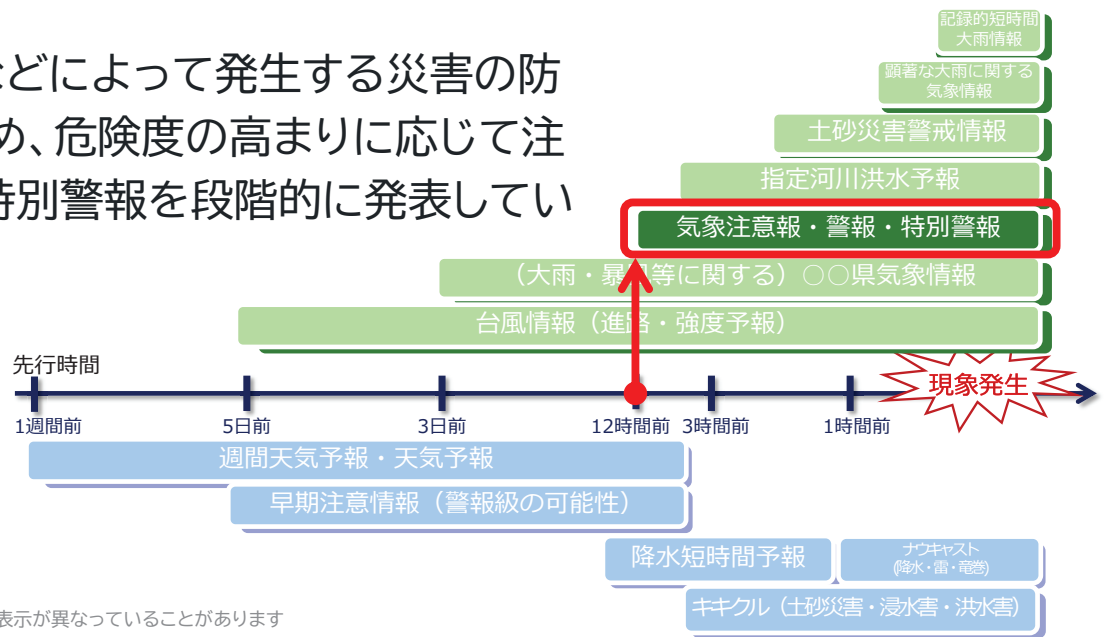 記録的短時間
大雨情報
などによって発生する災害の防
め、危険度の高まりに応じて注
特別警報を段階的に発表してい
顕著な大雨に関する
気象情報
土砂災害警戒情報
指定河川洪水予報
気象注意報・警報・特別警報
（大雨・暴風等に関する）○○県気象情報
台風情報（進路・強度予報）
先行時間
現象発生
1週間前
5日前
3日前
12時間前
3時間前
1時間前
週間天気予報・天気予報
早期注意情報（警報級の可能性）
降水短時間予報
ナウキャスト
(降水・雷・竜巻)
キキクル（土砂災害・浸水害・洪水害）
表示が異なっていることがあります